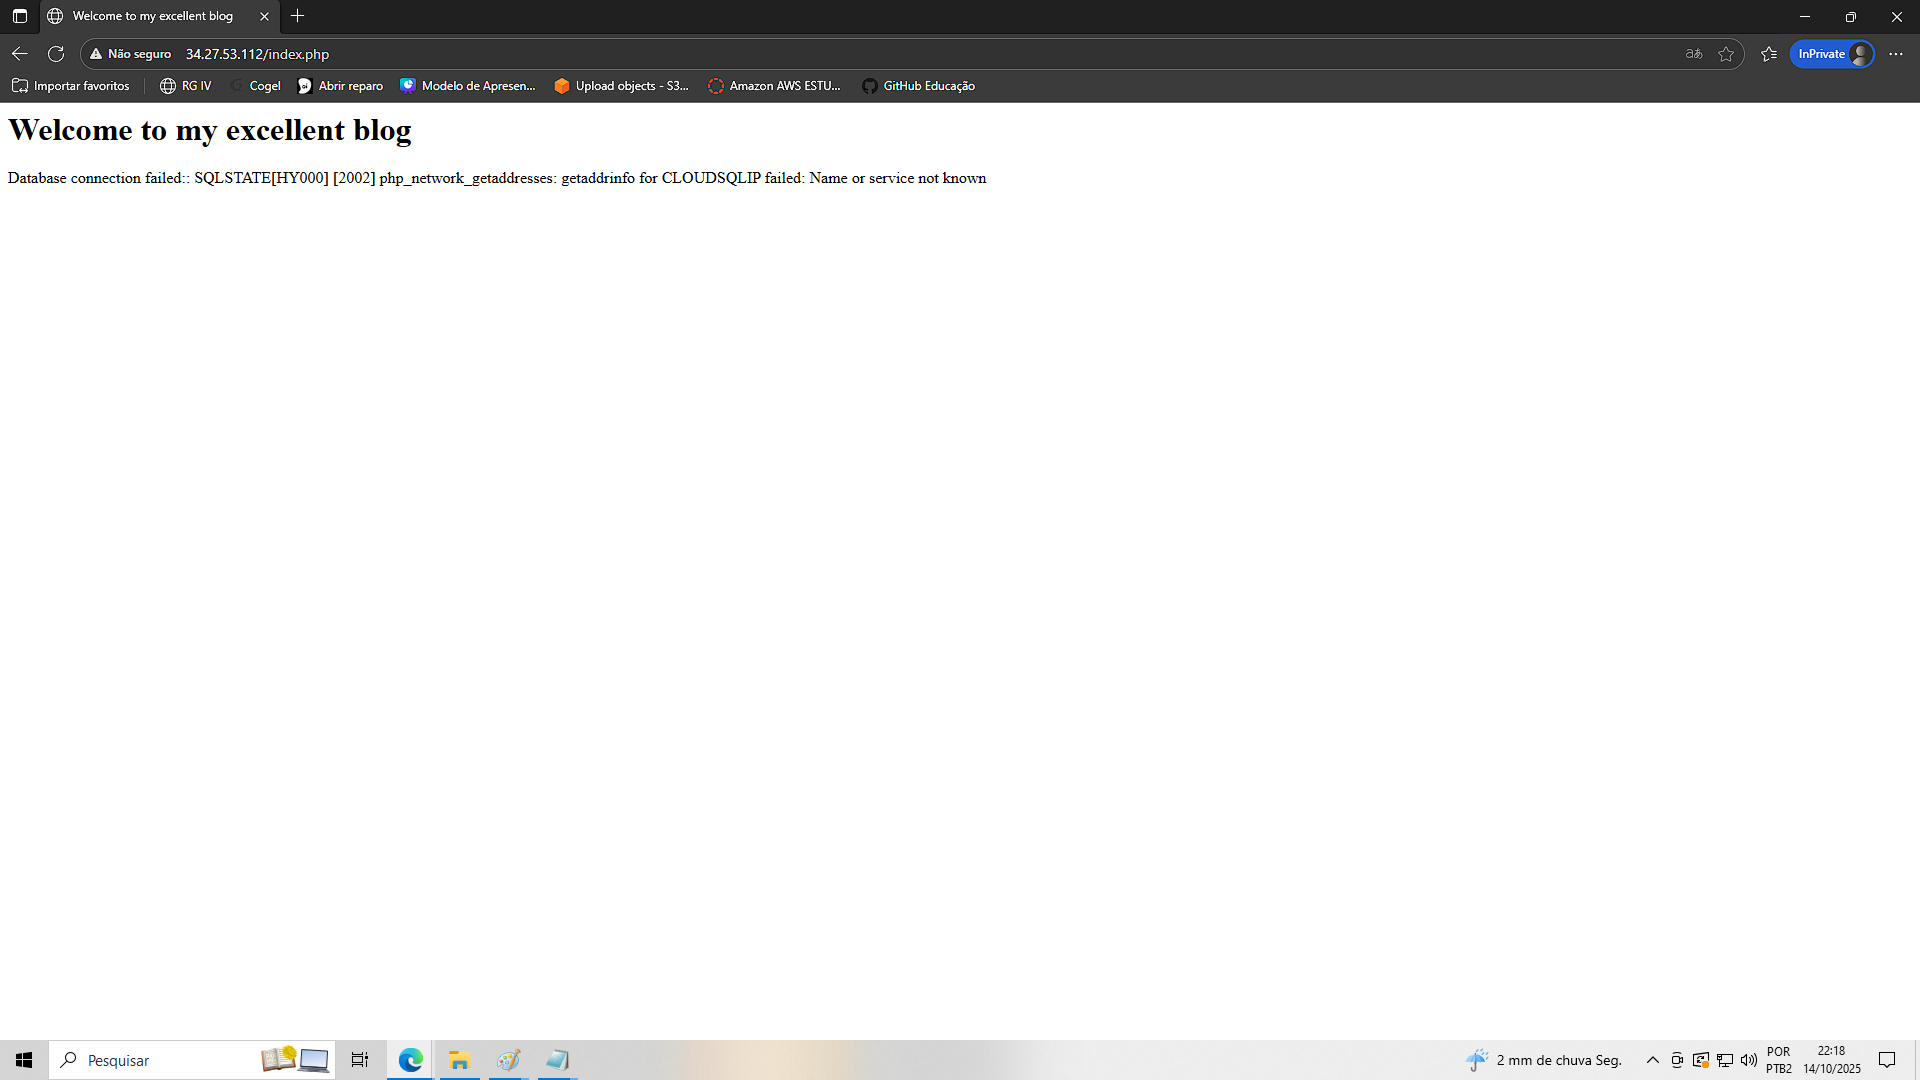 Welcome to my excellent blog
Não seguro 34.27.53.112/index.php
InPrivate
Importar favoritos RG IV Cogel Abrir reparo Modelo de Apresen... Upload objects - S3... Amazon AWS ESTU... GitHub Educação
Welcome to my excellent blog
Database connection failed:: SQLSTATE[HY000] [2002] php_network_getaddresses: getaddrinfo for CLOUDSQLIP failed: Name or service not known
Pesquisar
2 mm de chuva Seg.
POR
PTB2
22:18
14/10/2025